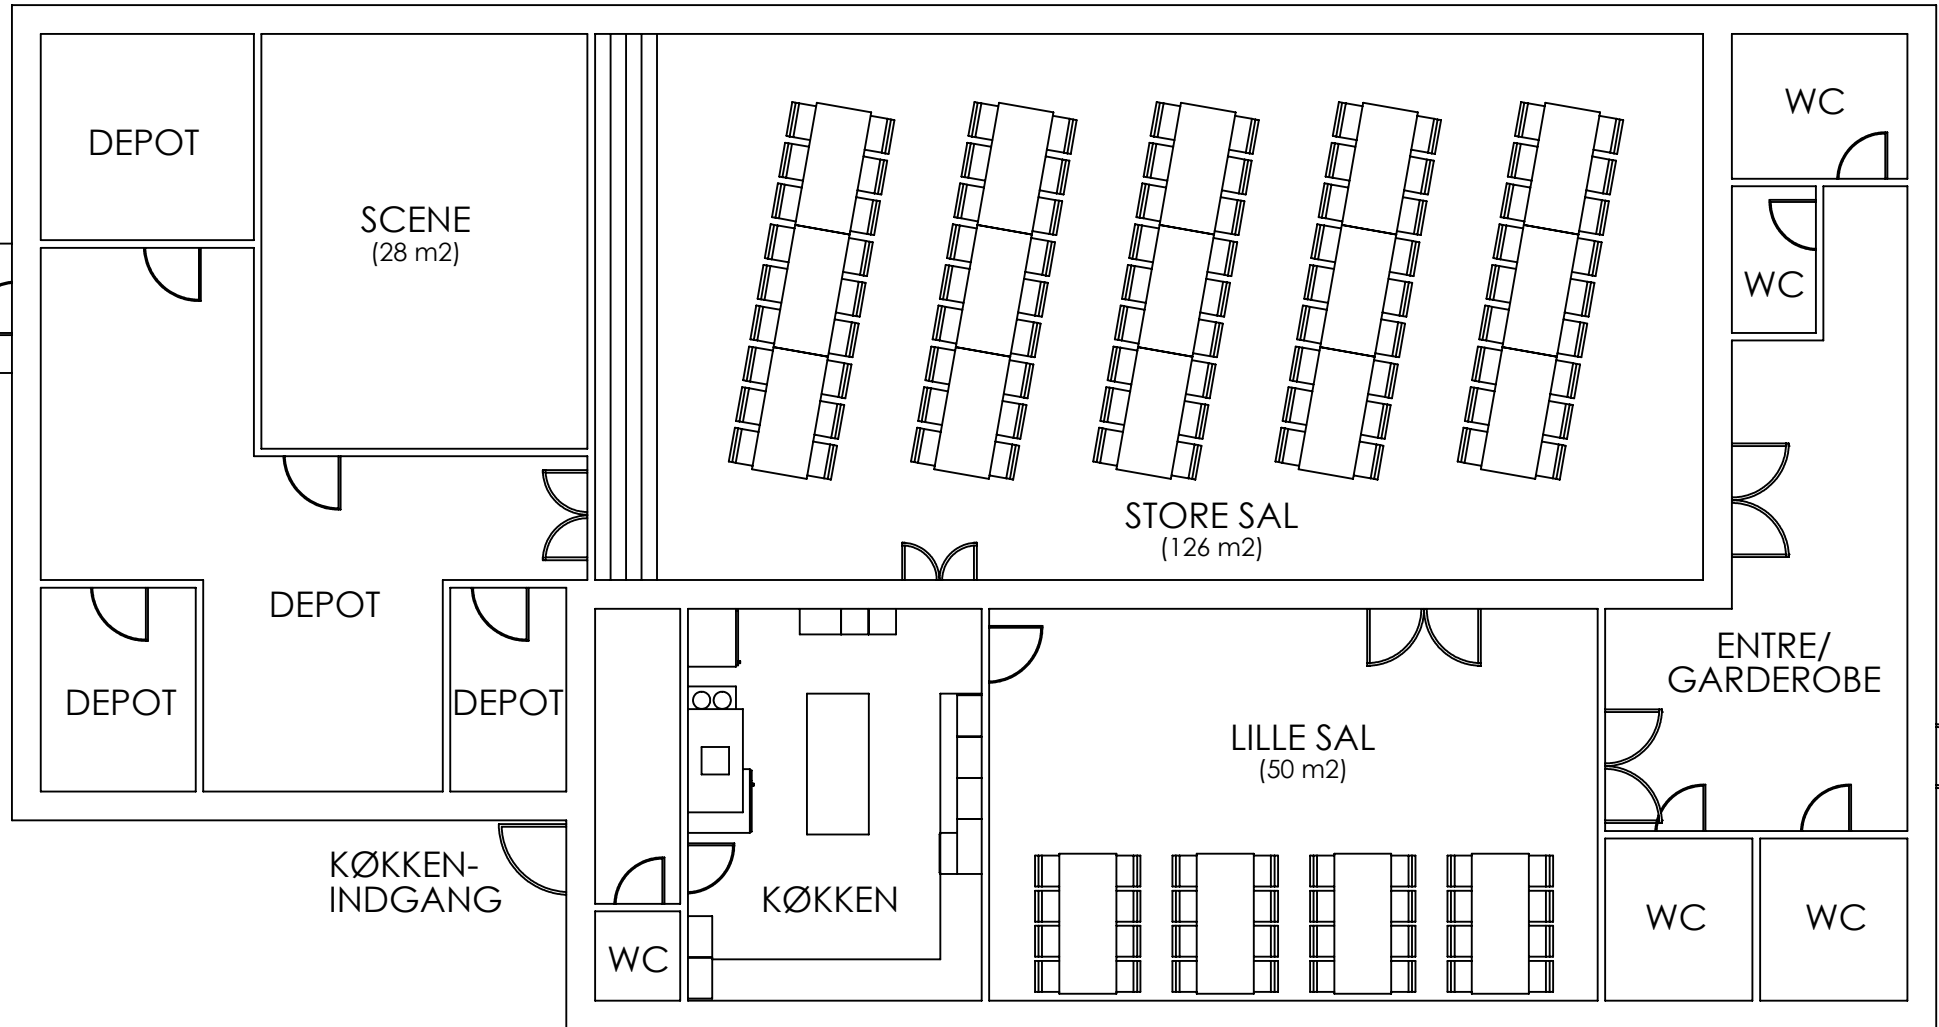 DEPOT
SCENE
(28 m2)
WC
WC
STORE SAL
(126 m2)
DEPOT
DEPOT
DEPOT
ENTRE/
GARDEROBE
LILLE SAL
(50 m2)
KØKKEN-
INDGANG
KØKKEN
WC
WC
WC